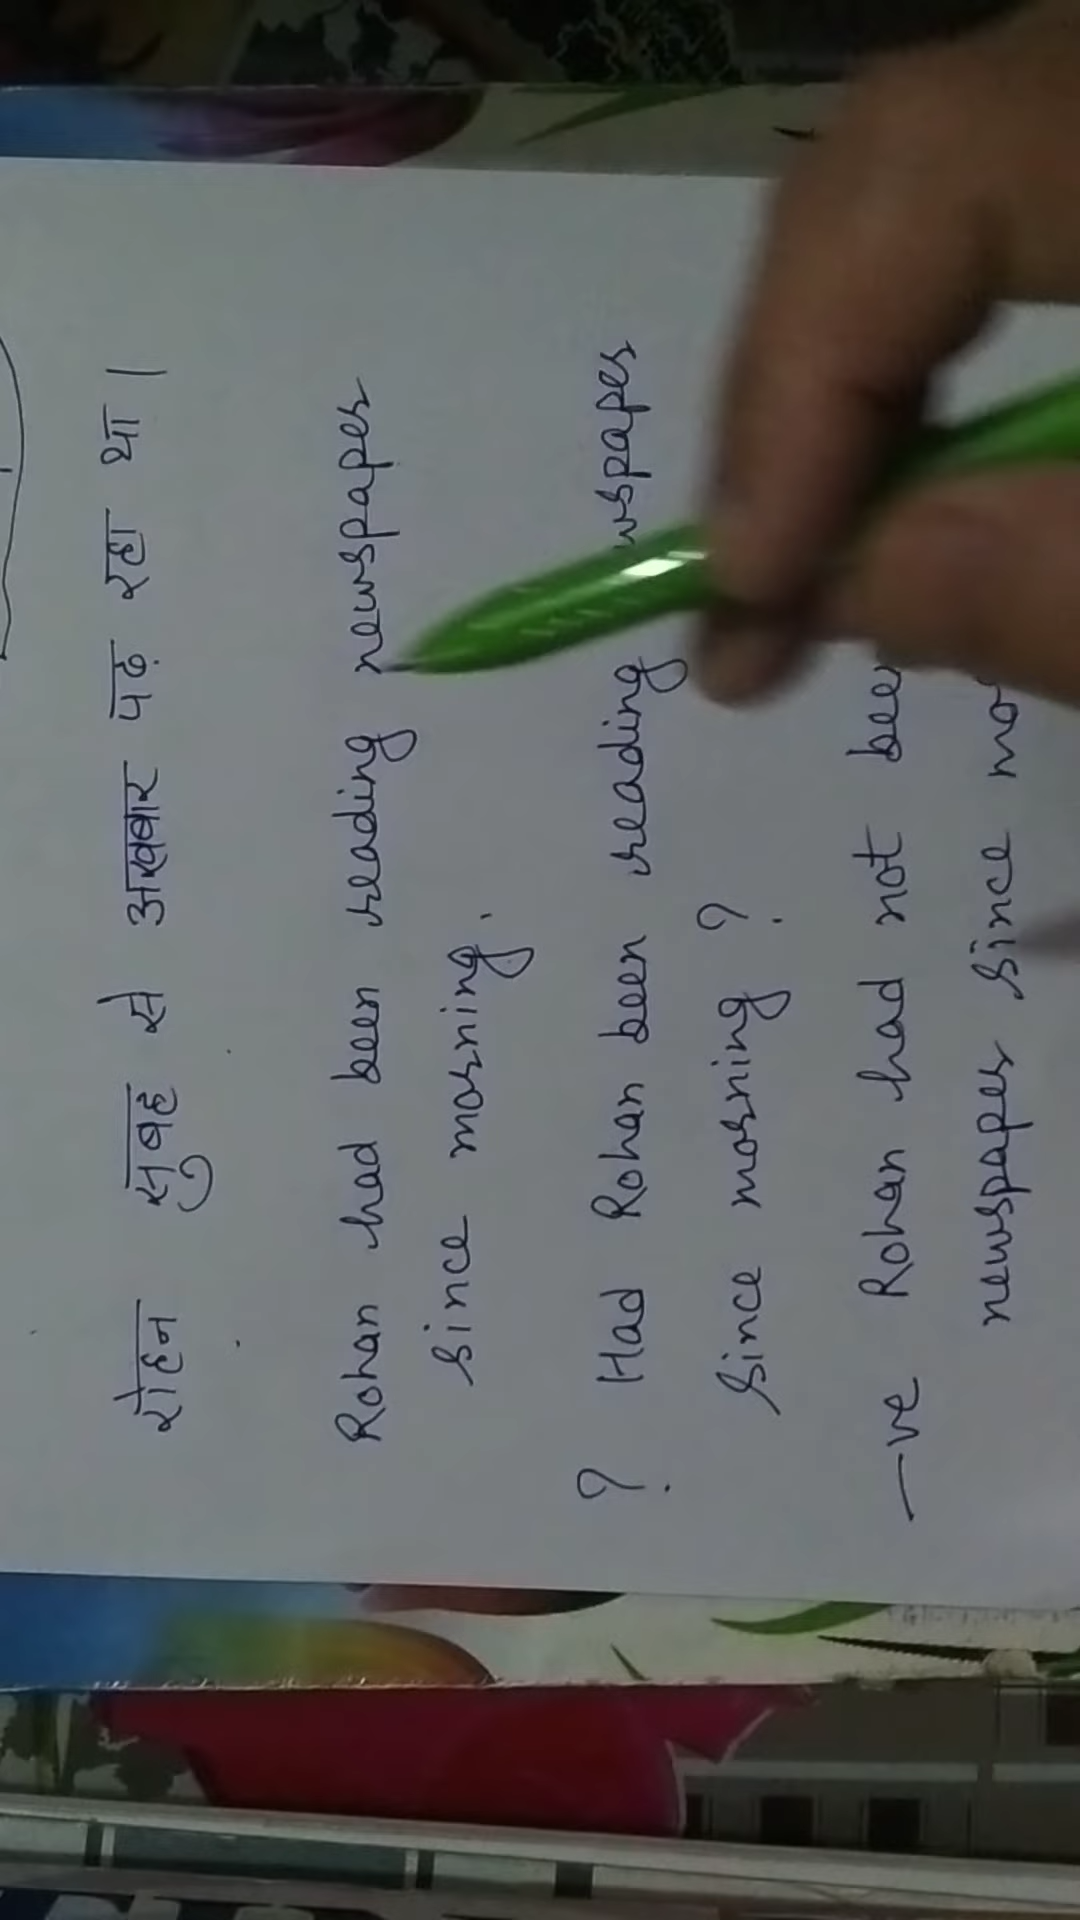 रोहन सुबह से अखबार पढ़ रहा था।
Rohan had been reading newspaper
since morning.
? Had Rohan been reading
since morning ?
-ve Rohan had not
newspaper since